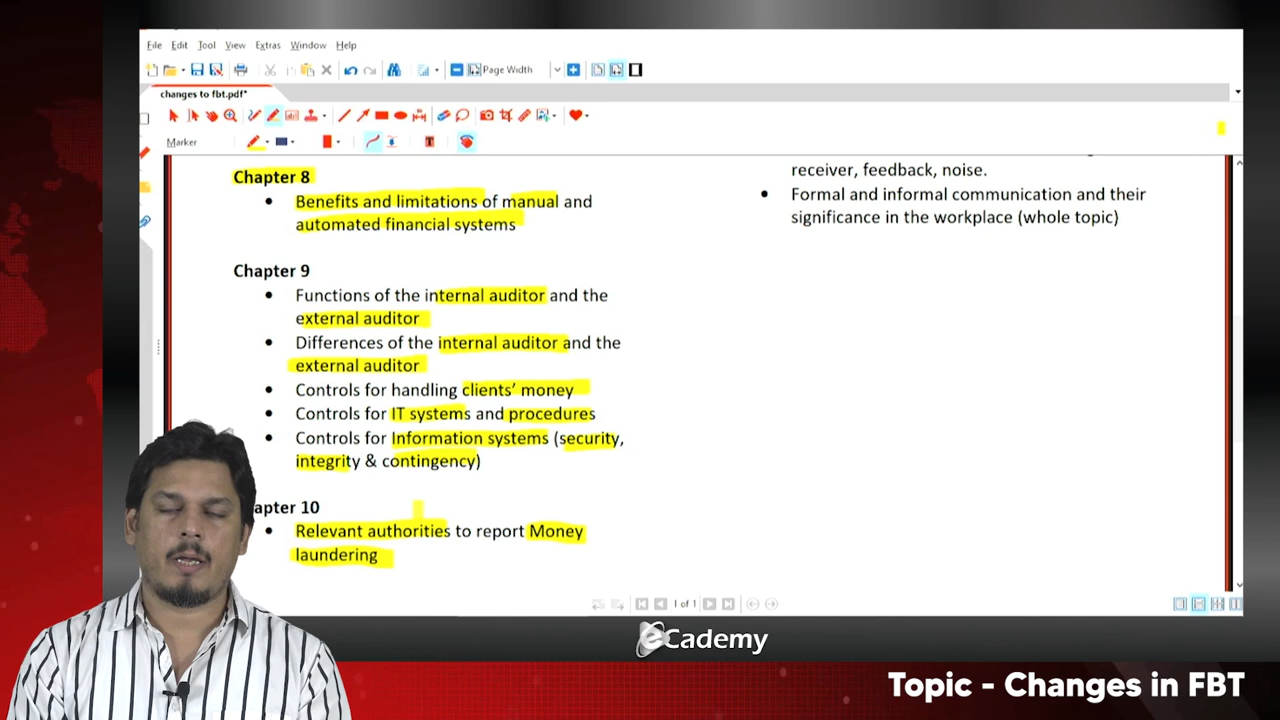 File Edit Tool View Extras Window Help
Page Width
changes to fbt.pdf*
Marker
T
Chapter 8
• Benefits and limitations of manual and
automated financial systems
Chapter 9
• Functions of the internal auditor and the
external auditor
• Differences of the internal auditor and the
external auditor
• Controls for handling clients' money
• Controls for IT systems and procedures
• Controls for Information systems (security,
integrity & contingency)
apter 10
• Relevant authorities to report Money
laundering
receiver, feedback, noise.
• Formal and informal communication and their
significance in the workplace (whole topic)
1 of 1
eCademy
Topic - Changes in FBT